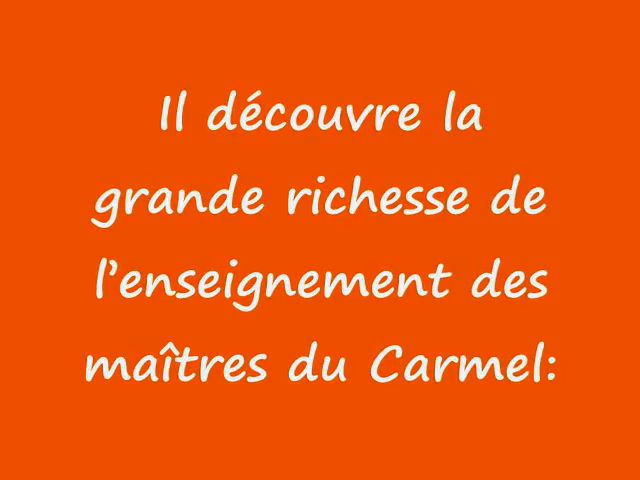 Il découvre la
grande richesse de
l’enseignement des
maîtres du Carmel: